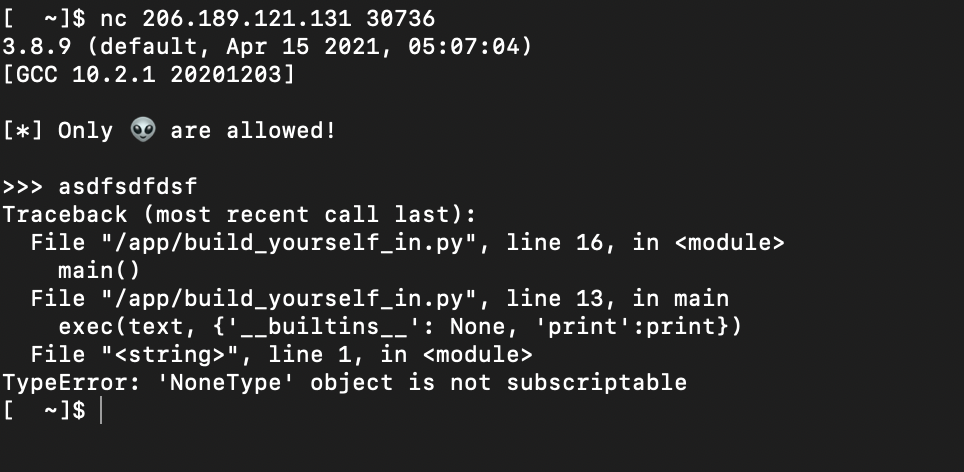 [  ~]$ nc 206.189.121.131 30736
3.8.9 (default, Apr 15 2021, 05:07:04)
[GCC 10.2.1 20201203]
[*] Only 👽 are allowed!
>>> asdfsdfdsf
Traceback (most recent call last):
  File "/app/build_yourself_in.py", line 16, in <module>
    main()
  File "/app/build_yourself_in.py", line 13, in main
    exec(text, {'__builtins__': None, 'print':print})
  File "<string>", line 1, in <module>
TypeError: 'NoneType' object is not subscriptable
[  ~]$